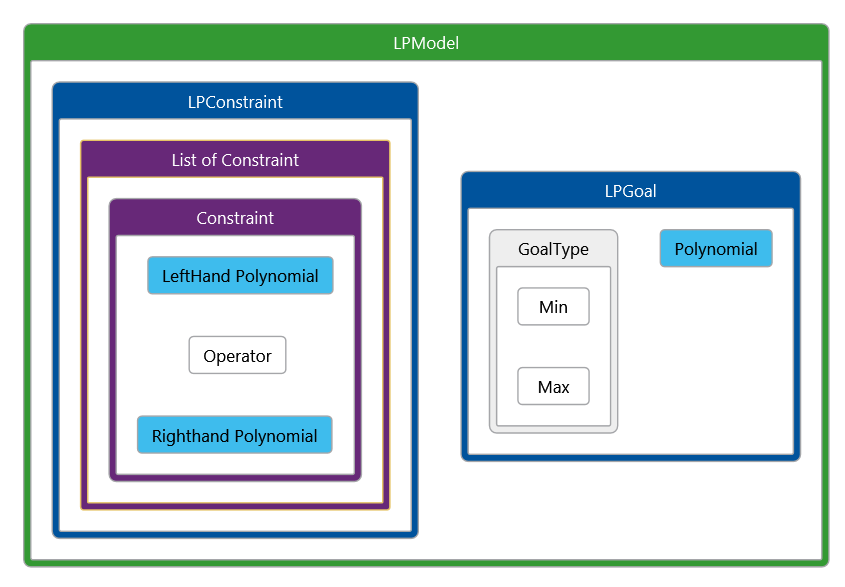 LPModel
LPConstraint
List of Constraint
Constraint
LeftHand Polynomial
Operator
Righthand Polynomial
LPGoal
GoalType
Min
Max
Polynomial